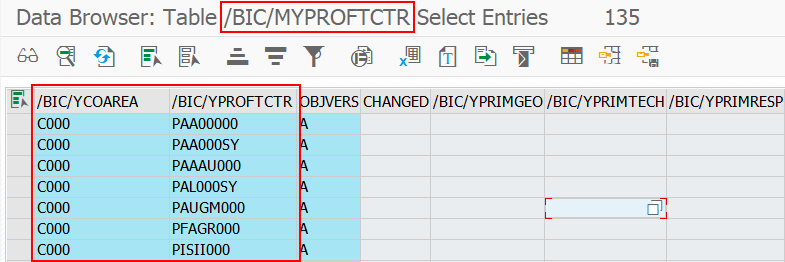 Data Browser: Table /BIC/MYPROFTCTR Select Entries 135
/BIC/YCOAREA /BIC/YPROFTCTR OBJVERS CHANGED /BIC/YPRIMGEO /BIC/YPRIMTECH /BIC/YPRIMRESP
C000 PAA00000 A
C000 PAA000SY A
C000 PAAAU000 A
C000 PAL000SY A
C000 PAUGM000 A
C000 PFAGR000 A
C000 PISII000 A